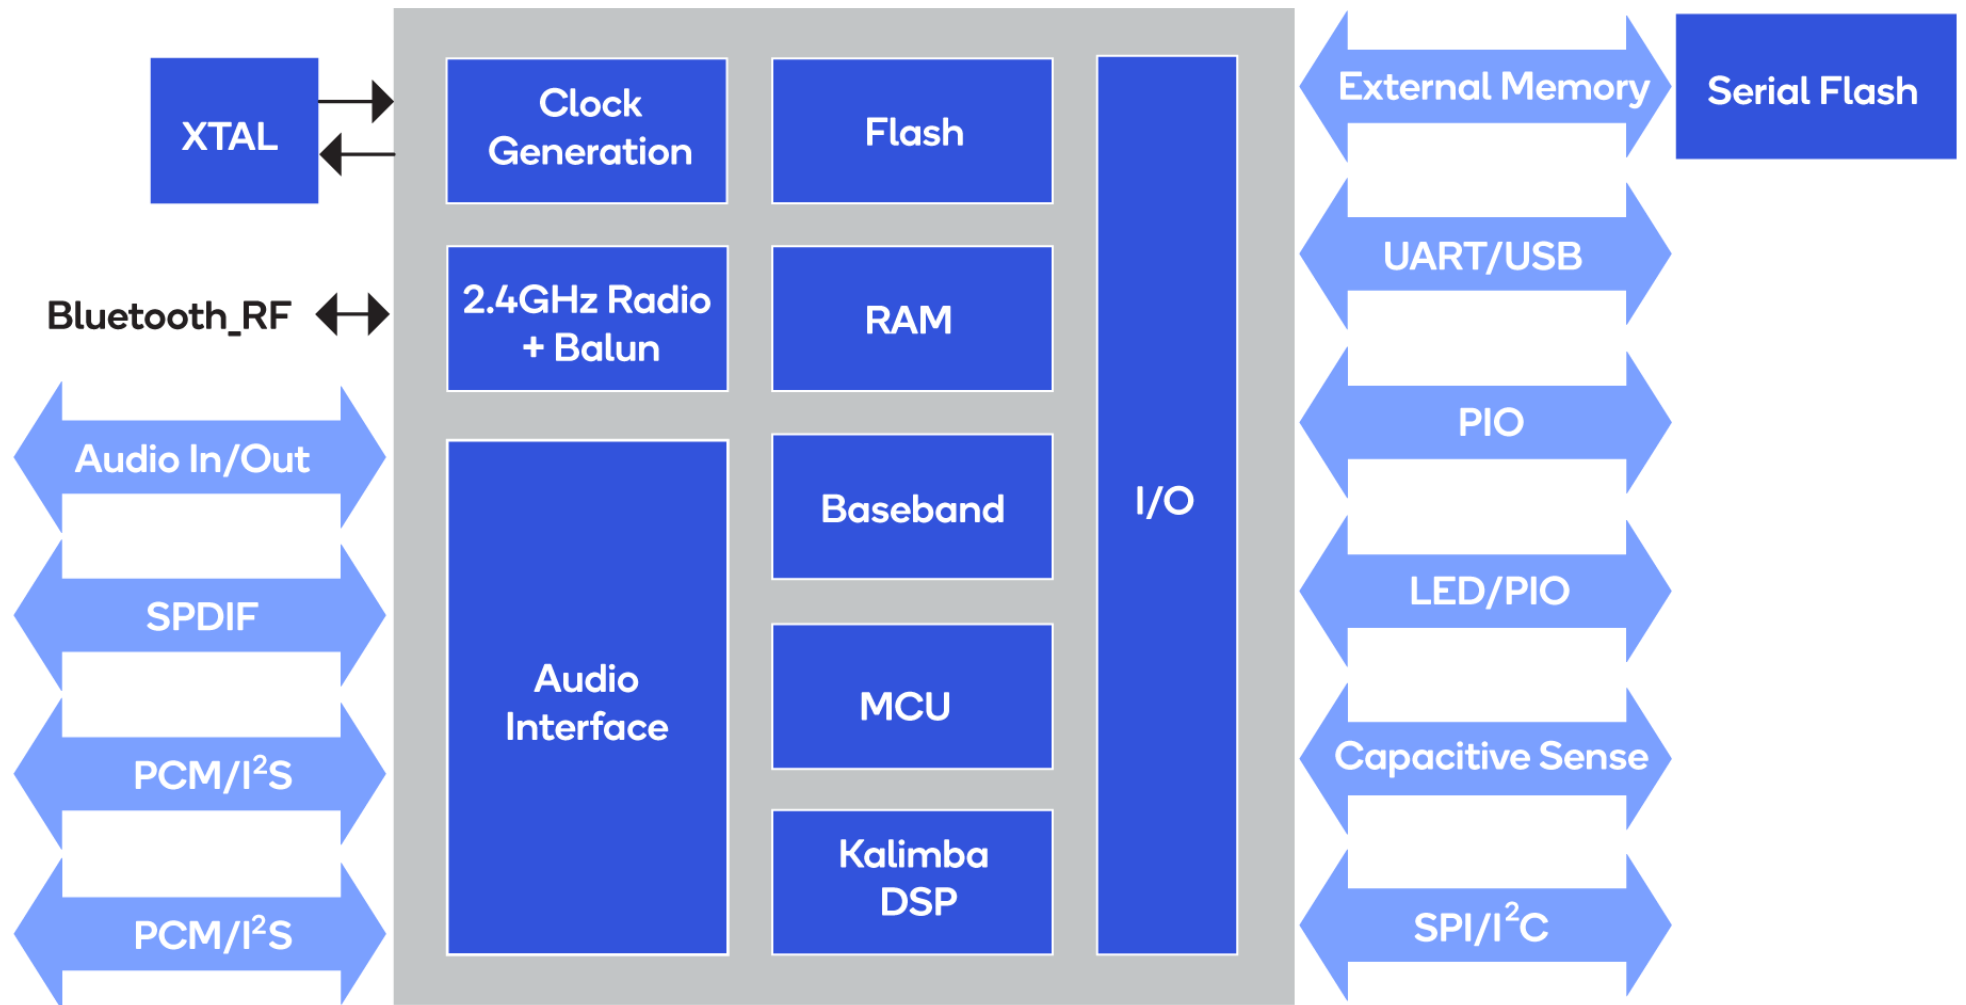 XTAL
Bluetooth_RF
Audio In/Out
SPDIF
PCM/I²S
PCM/I²S
Clock
Generation
2.4GHz Radio
+ Balun
Audio
Interface
Flash
RAM
Baseband
MCU
Kalimba
DSP
I/O
External Memory
UART/USB
PIO
LED/PIO
Capacitive Sense
SPI/I²C
Serial Flash